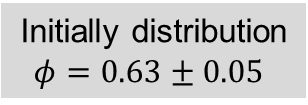 Initially distribution
ϕ = 0.63 ± 0.05